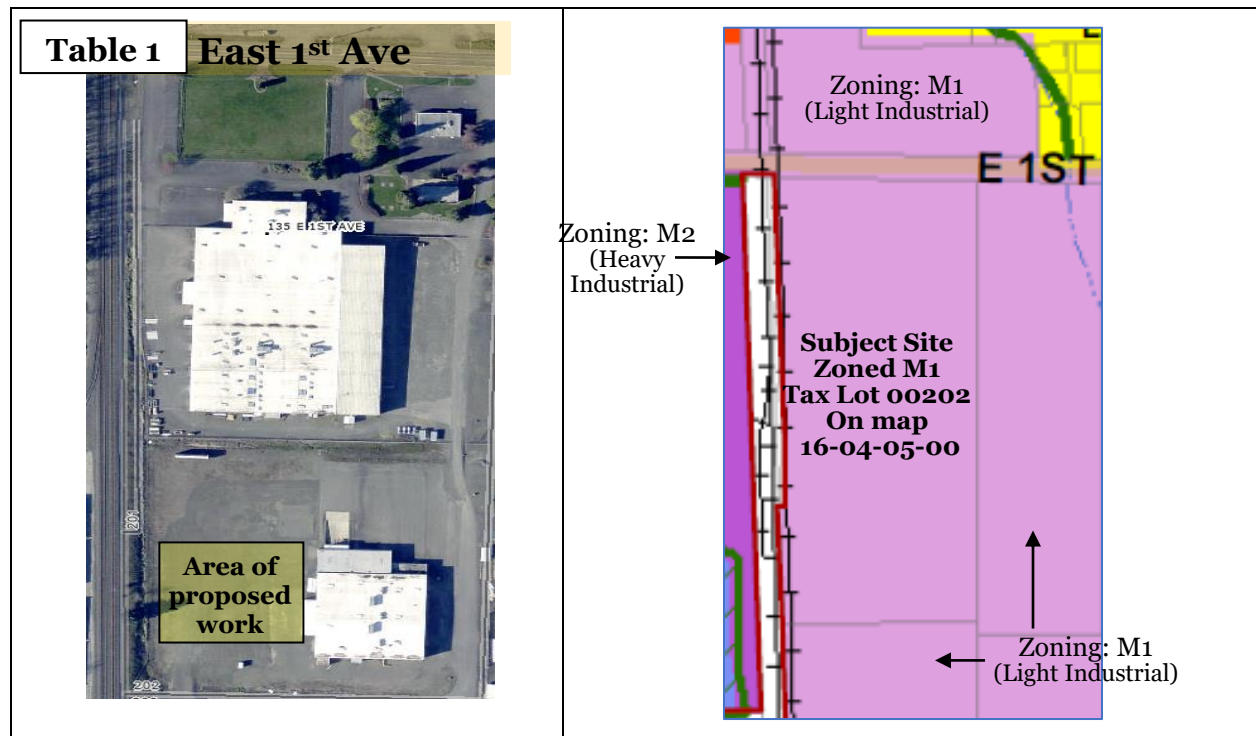 Table 1
East 1st Ave
135 E 1ST AVE
201
Area of
proposed
work
202
Zoning: M1
(Light Industrial)
E 1ST
Zoning: M2
(Heavy
Industrial)
Subject Site
Zoned M1
Tax Lot 00202
On map
16-04-05-00
Zoning: M1
(Light Industrial)